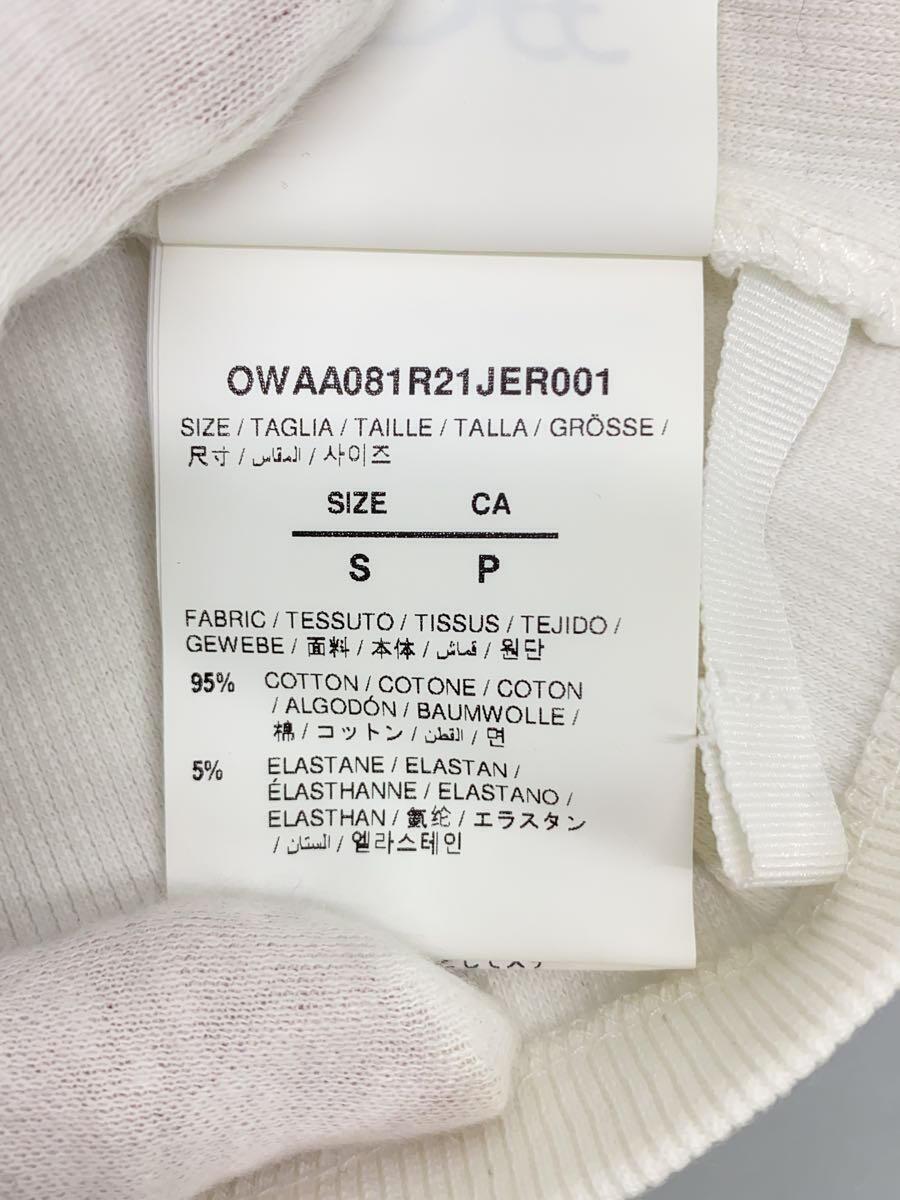 OWAA081R21JER001
SIZE / TAGLIA / TAILLE / TALLA / GRÖSSE /
尺寸 / المقاس / 사이즈
SIZE CA
S P
FABRIC / TESSUTO / TISSUS / TEJIDO /
GEWEBE / 面料 / 本体 / قماش / 원단
95% COTTON / COTONE / COTON
/ ALGODÓN / BAUMWOLLE /
棉 / コットン / القطن / 면
5% ELASTANE / ELASTAN /
ÉLASTHANNE / ELASTANO /
ELASTHAN / 氨纶 / エラスタン
/ الستان / 엘라스테인